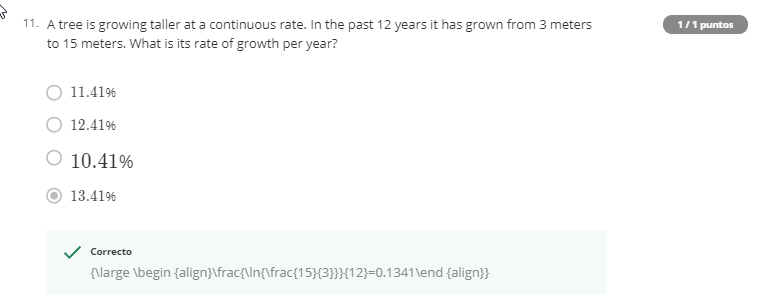 11. A tree is growing taller at a continuous rate. In the past 12 years it has grown from 3 meters
to 15 meters. What is its rate of growth per year?
1 / 1 puntos
11.41%
12.41%
10.41%
13.41%
Correcto
{\large \begin {align}\frac{\ln{\frac{15}{3}}}{12}=0.1341\end {align}}